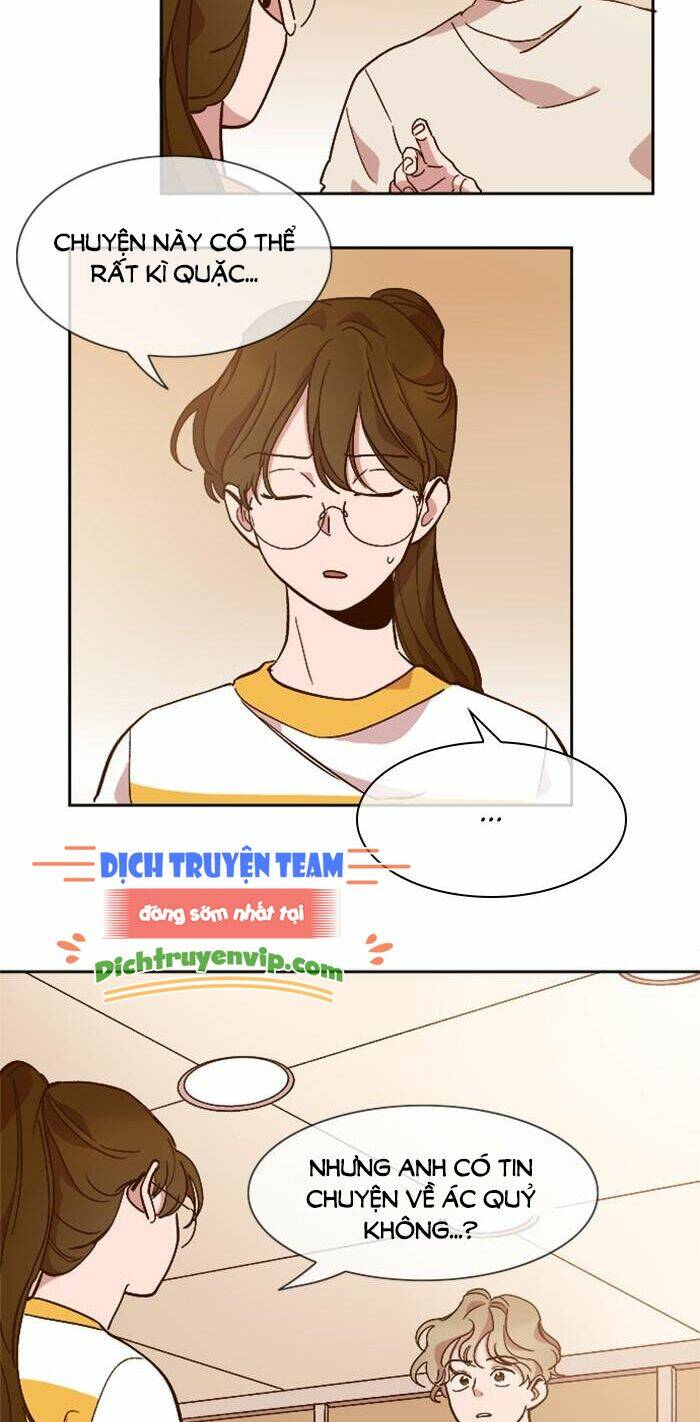 CHUYỆN NÀY CÓ THỂ
RẤT KÌ QUẶC...
...
DỊCH TRUYỆN TEAM
đăng sớm nhất tại
Dichtruyenvip.com
NHƯNG ANH CÓ TIN
CHUYỆN VỀ ÁC QUỶ
KHÔNG...?